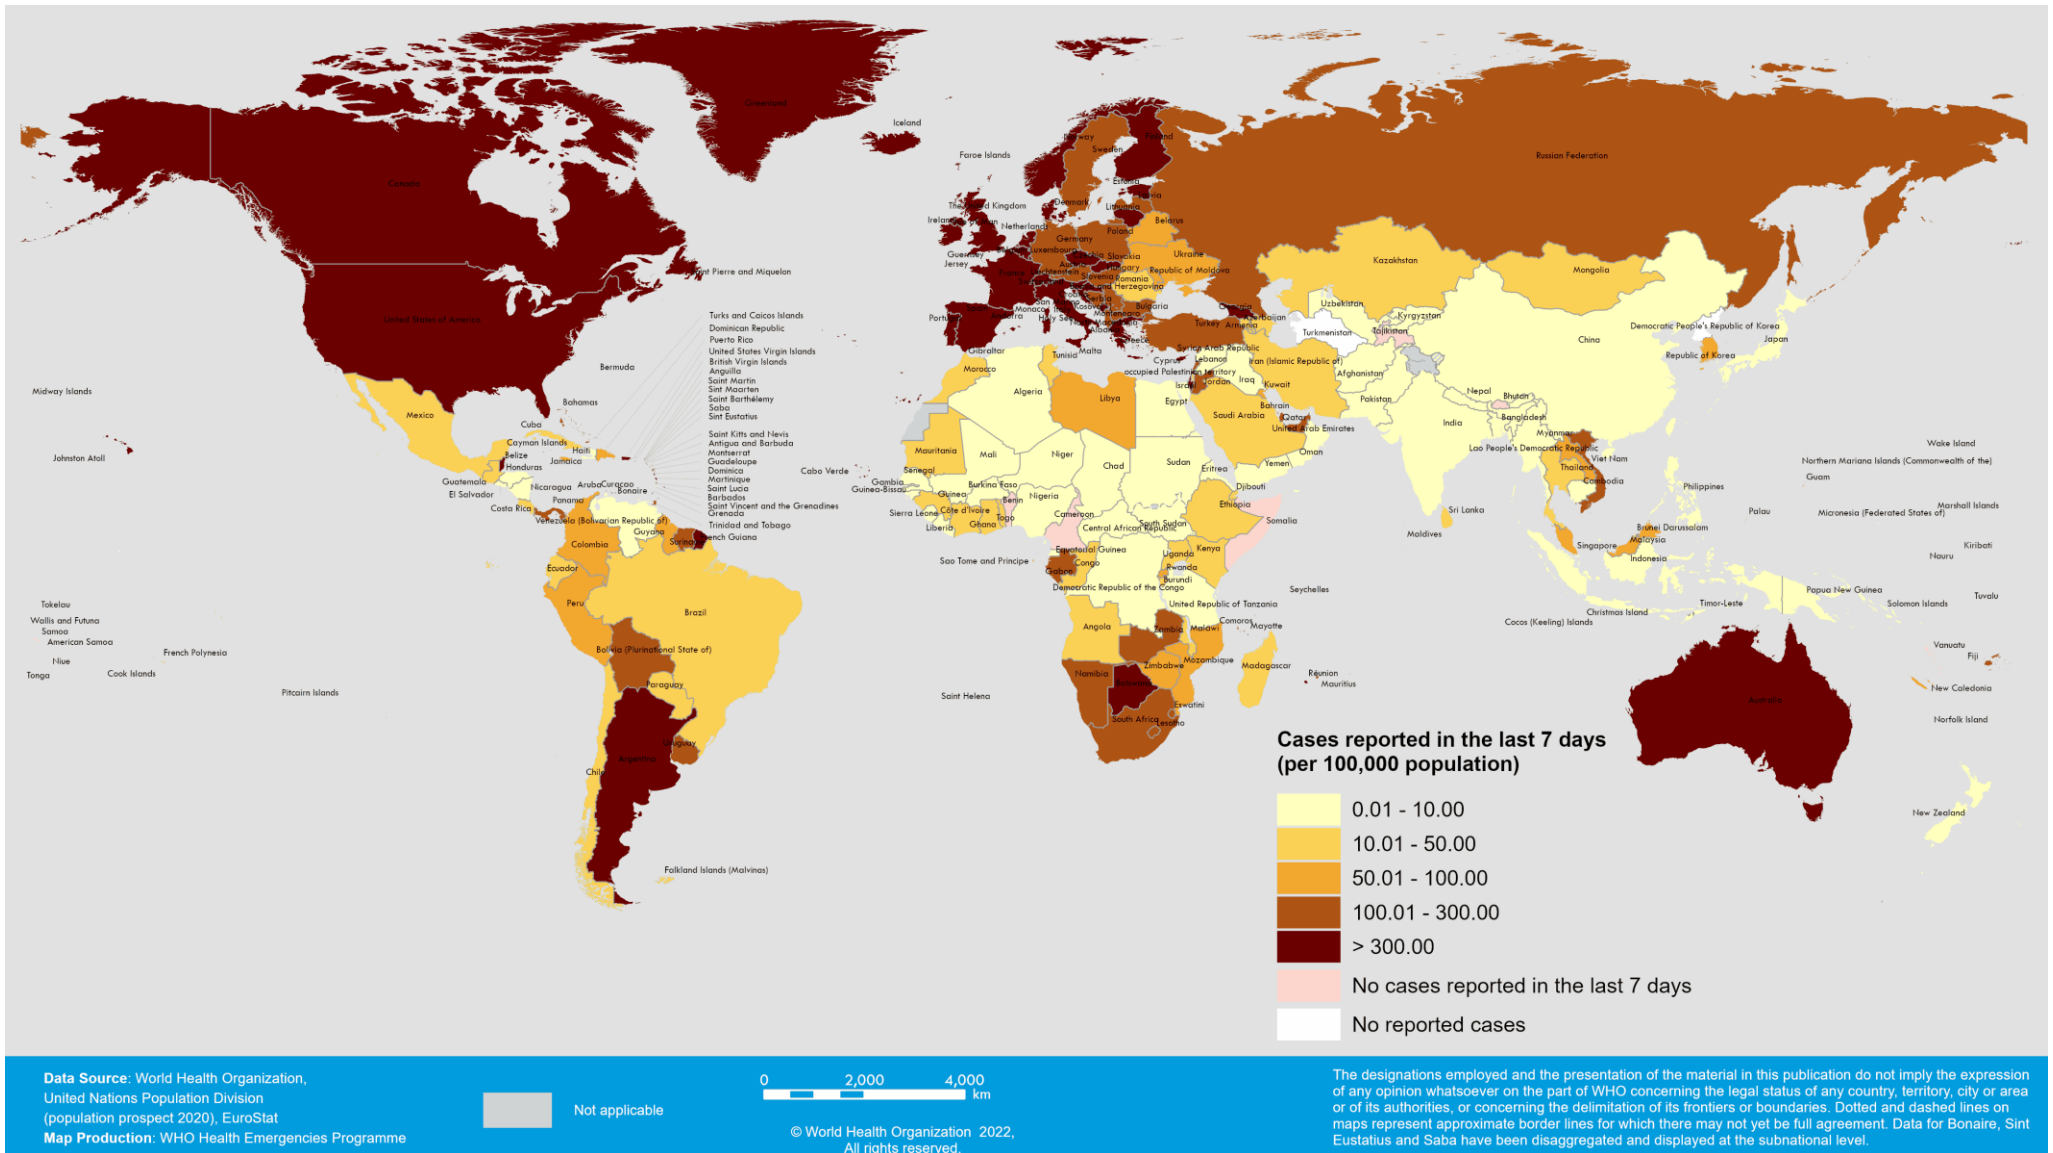 Greenland
Iceland
Faroe Islands
Norway
Sweden
Finland
Russian Federation
Canada
Estonia
Denmark
Lithuania
Belarus
Ireland
Netherlands
Germany
Poland
Ukraine
Guernsey
Jersey
Luxembourg
Slovakia
Hungary
Republic of Moldova
Kazakhstan
Mongolia
Saint Pierre and Miquelon
France
Liechtenstein
Slovenia
Romania
Serbia
Bulgaria
Monaco
Montenegro
Uzbekistan
Kyrgyzstan
Turks and Caicos Islands
Dominican Republic
Puerto Rico
United States Virgin Islands
British Virgin Islands
Anguilla
Saint Martin
Sint Maarten
Saint Barthélemy
Saba
Sint Eustatius
United States of America
Turkey
Armenia
Turkmenistan
Tajikistan
Democratic People's Republic of Korea
China
Japan
Republic of Korea
Gibraltar
Tunisia
Malta
Cyprus
Syrian Arab Republic
Lebanon
Iran (Islamic Republic of)
Afghanistan
Bermuda
Morocco
occupied Palestinian territory
Jordan
Iraq
Kuwait
Midway Islands
Algeria
Libya
Egypt
Pakistan
Nepal
Bhutan
Bahamas
Mexico
Cuba
Saudi Arabia
Bahrain
Qatar
United Arab Emirates
Bangladesh
India
Myanmar
Saint Kitts and Nevis
Antigua and Barbuda
Montserrat
Guadeloupe
Dominica
Martinique
Saint Lucia
Barbados
Saint Vincent and the Grenadines
Grenada
Trinidad and Tobago
Cayman Islands
Haiti
Jamaica
Belize
Honduras
Guatemala
El Salvador
Nicaragua
Aruba
Curacao
Bonaire
Costa Rica
Panama
Johnston Atoll
Wake Island
Lao People's Democratic Republic
Viet Nam
Northern Mariana Islands (Commonwealth of the)
Guam
Thailand
Cambodia
Philippines
Marshall Islands
Palau
Micronesia (Federated States of)
Mauritania
Mali
Niger
Chad
Sudan
Eritrea
Yemen
Oman
Cabo Verde
Senegal
Gambia
Guinea-Bissau
Guinea
Burkina Faso
Benin
Nigeria
Djibouti
Ethiopia
Somalia
Sierra Leone
Liberia
Côte d'Ivoire
Ghana
Togo
Cameroon
Central African Republic
South Sudan
Sri Lanka
Maldives
Brunei Darussalam
Malaysia
Singapore
Indonesia
Kiribati
Nauru
Venezuela (Bolivarian Republic of)
Guyana
Suriname
French Guiana
Colombia
Ecuador
Peru
Brazil
Sao Tome and Principe
Equatorial Guinea
Gabon
Congo
Uganda
Kenya
Rwanda
Burundi
Democratic Republic of the Congo
United Republic of Tanzania
Seychelles
Papua New Guinea
Solomon Islands
Tuvalu
Timor-Leste
Christmas Island
Cocos (Keeling) Islands
Tokelau
Wallis and Futuna
Samoa
American Samoa
Niue
Tonga
Cook Islands
French Polynesia
Pitcairn Islands
Bolivia (Plurinational State of)
Paraguay
Uruguay
Argentina
Chile
Falkland Islands (Malvinas)
Saint Helena
Angola
Zambia
Malawi
Comoros
Mayotte
Mozambique
Zimbabwe
Madagascar
Namibia
Botswana
Réunion
Mauritius
Eswatini
South Africa
Lesotho
Vanuatu
Fiji
New Caledonia
Norfolk Island
Australia
New Zealand
Cases reported in the last 7 days
(per 100,000 population)
0.01 - 10.00
10.01 - 50.00
50.01 - 100.00
100.01 - 300.00
> 300.00
No cases reported in the last 7 days
No reported cases
Data Source: World Health Organization,
United Nations Population Division
(population prospect 2020), EuroStat
Map Production: WHO Health Emergencies Programme
Not applicable
0 2,000 4,000
km
© World Health Organization 2022,
All rights reserved.
The designations employed and the presentation of the material in this publication do not imply the expression
of any opinion whatsoever on the part of WHO concerning the legal status of any country, territory, city or area
or of its authorities, or concerning the delimitation of its frontiers or boundaries. Dotted and dashed lines on
maps represent approximate border lines for which there may not yet be full agreement. Data for Bonaire, Sint
Eustatius and Saba have been disaggregated and displayed at the subnational level.